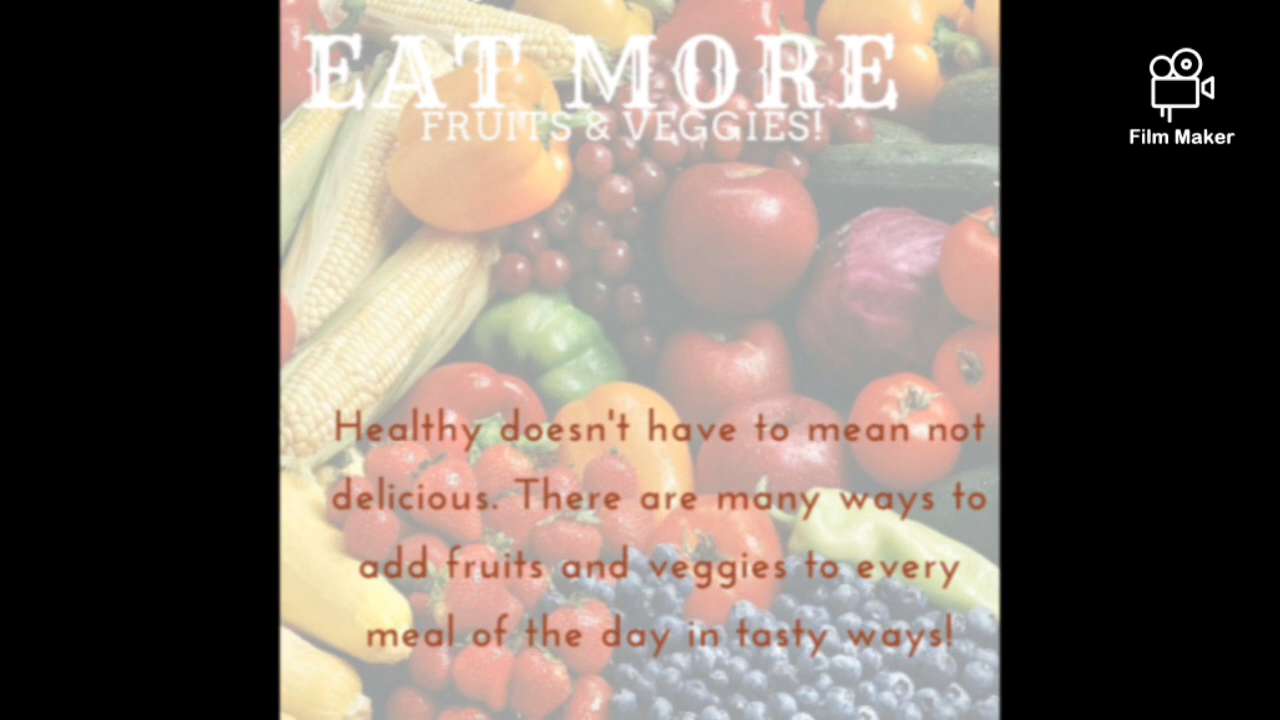 EAT MORE
FRUITS & VEGGIES!
Film Maker
Healthy doesn't have to mean not
delicious. There are many ways to
add fruits and veggies to every
meal of the day in tasty ways!